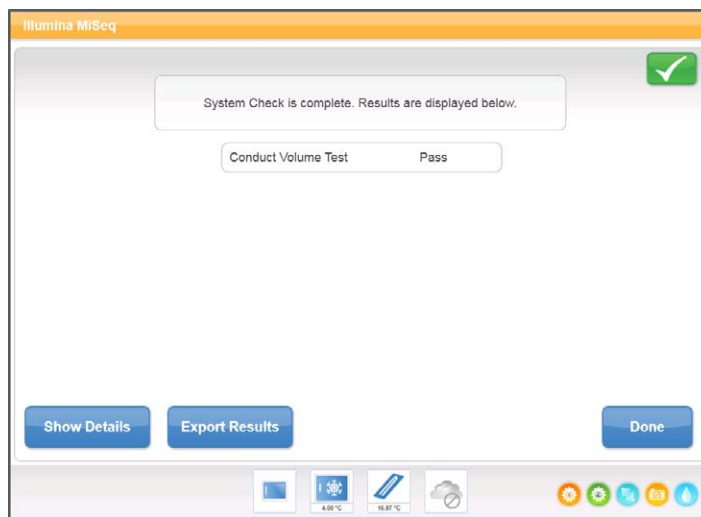 Illumina MiSeq
System Check is complete. Results are displayed below.
Conduct Volume Test Pass
Show Details Export Results Done
4.00 °C 16.87 °C